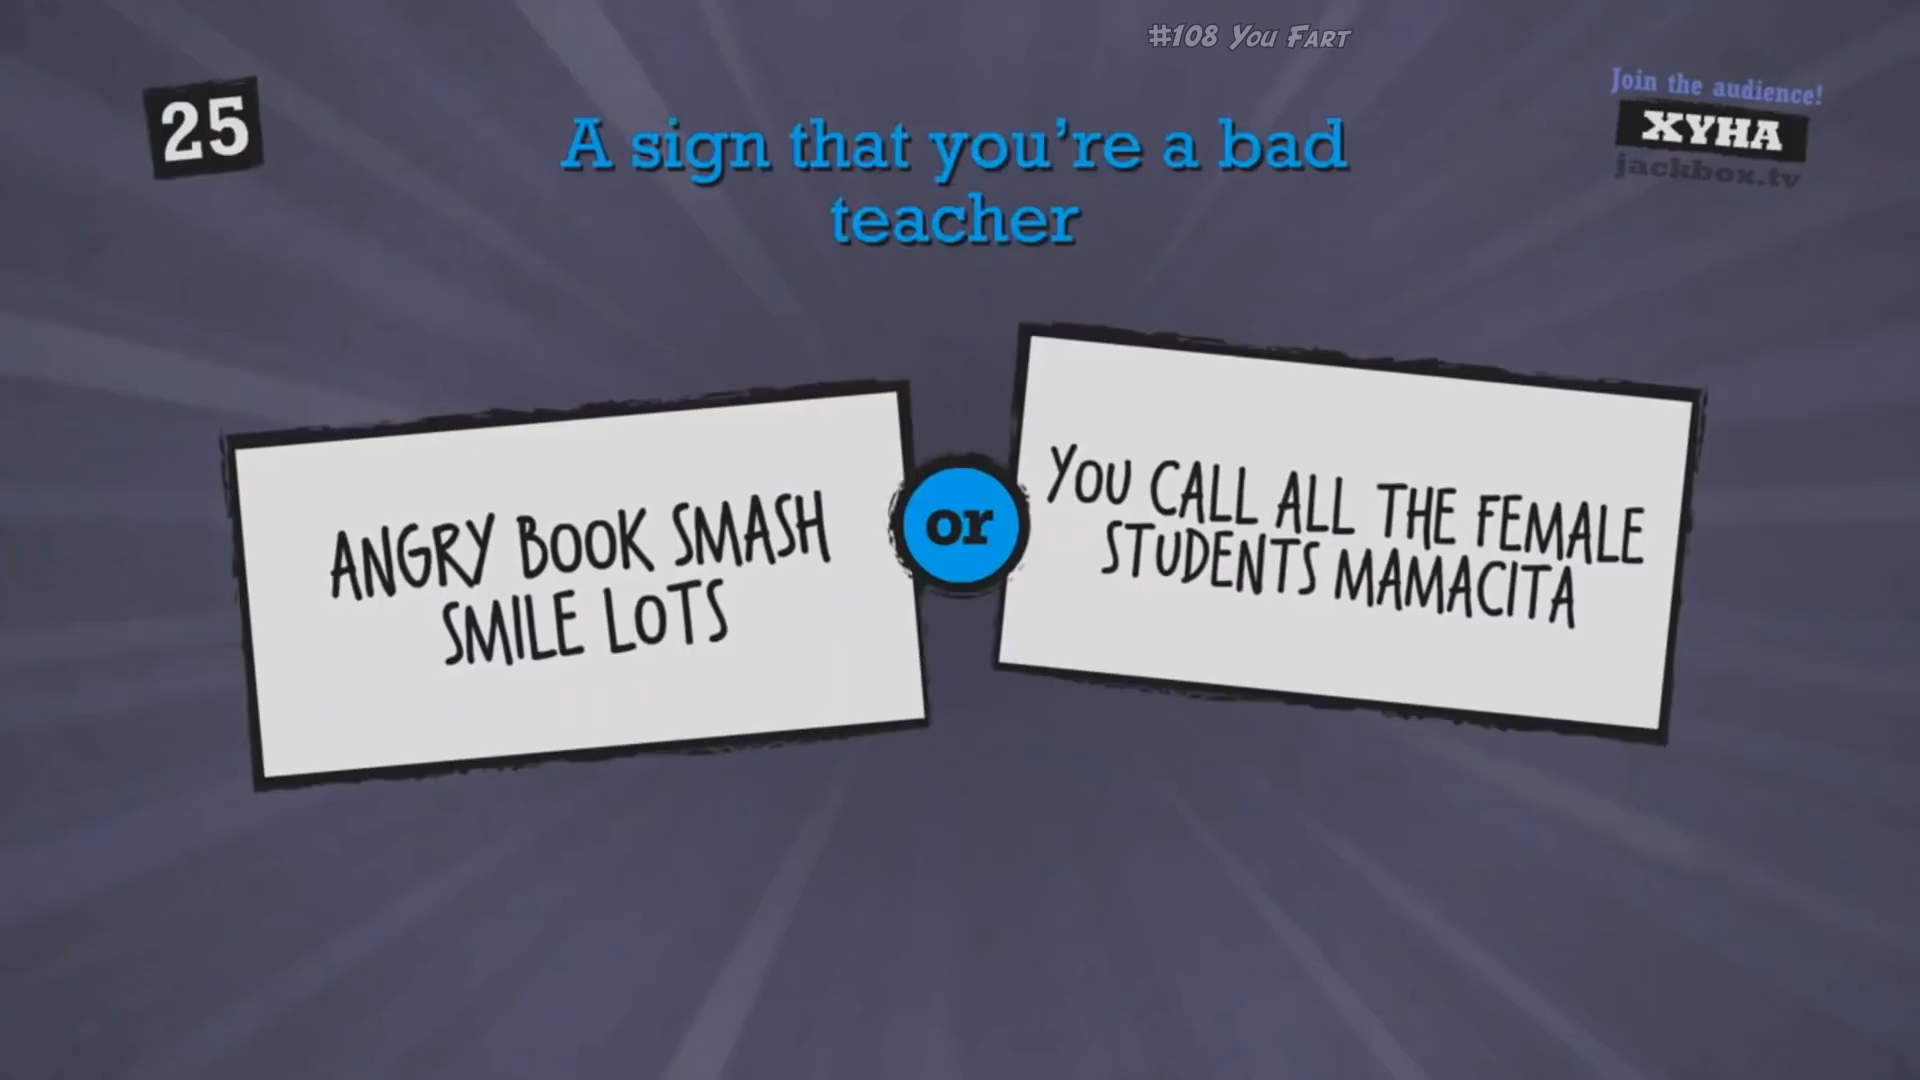 #108 You Fart
25
Join the audience!
XYHA
jackbox.tv
A sign that you're a bad
teacher
ANGRY BOOK SMASH
SMILE LOTS
or
YOU CALL ALL THE FEMALE
STUDENTS MAMACITA